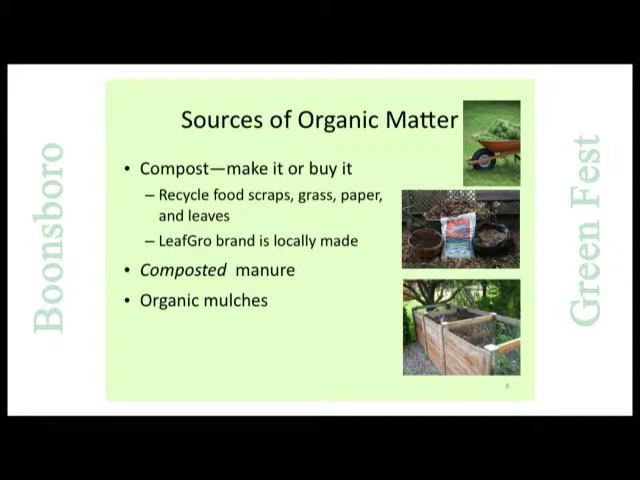 Boonsboro
Sources of Organic Matter
• Compost—make it or buy it
– Recycle food scraps, grass, paper,
and leaves
– LeafGro brand is locally made
• Composted manure
• Organic mulches
8
Green Fest